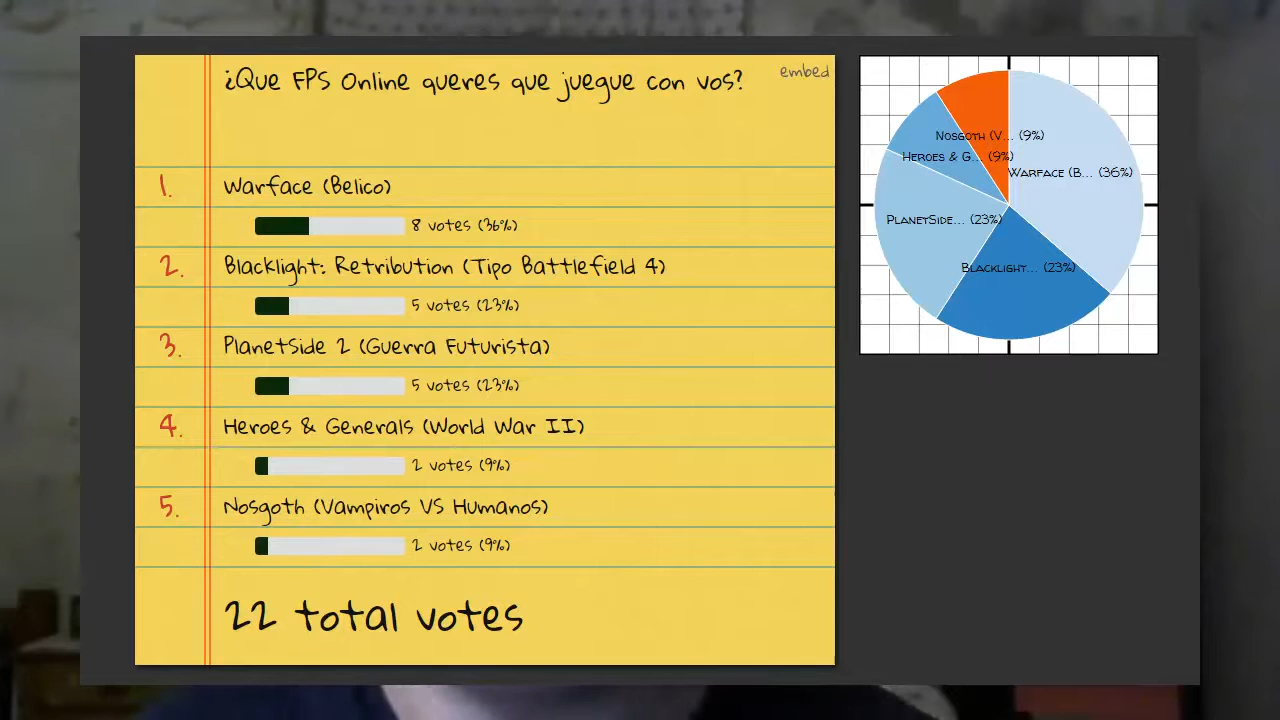 ¿Que FPS Online queres que juegue con vos?
embed
1. Warface (Belico)
8 votes (36%)
2. Blacklight: Retribution (Tipo Battlefield 4)
5 votes (23%)
3. PlanetSide 2 (Guerra Futurista)
5 votes (23%)
4. Heroes & Generals (World War II)
2 votes (9%)
5. Nosgoth (Vampiros VS Humanos)
2 votes (9%)
22 total votes
Nosgoth (V... (9%)
Heroes & G... (9%)
Warface (B... (36%)
PlanetSide... (23%)
Blacklight... (23%)